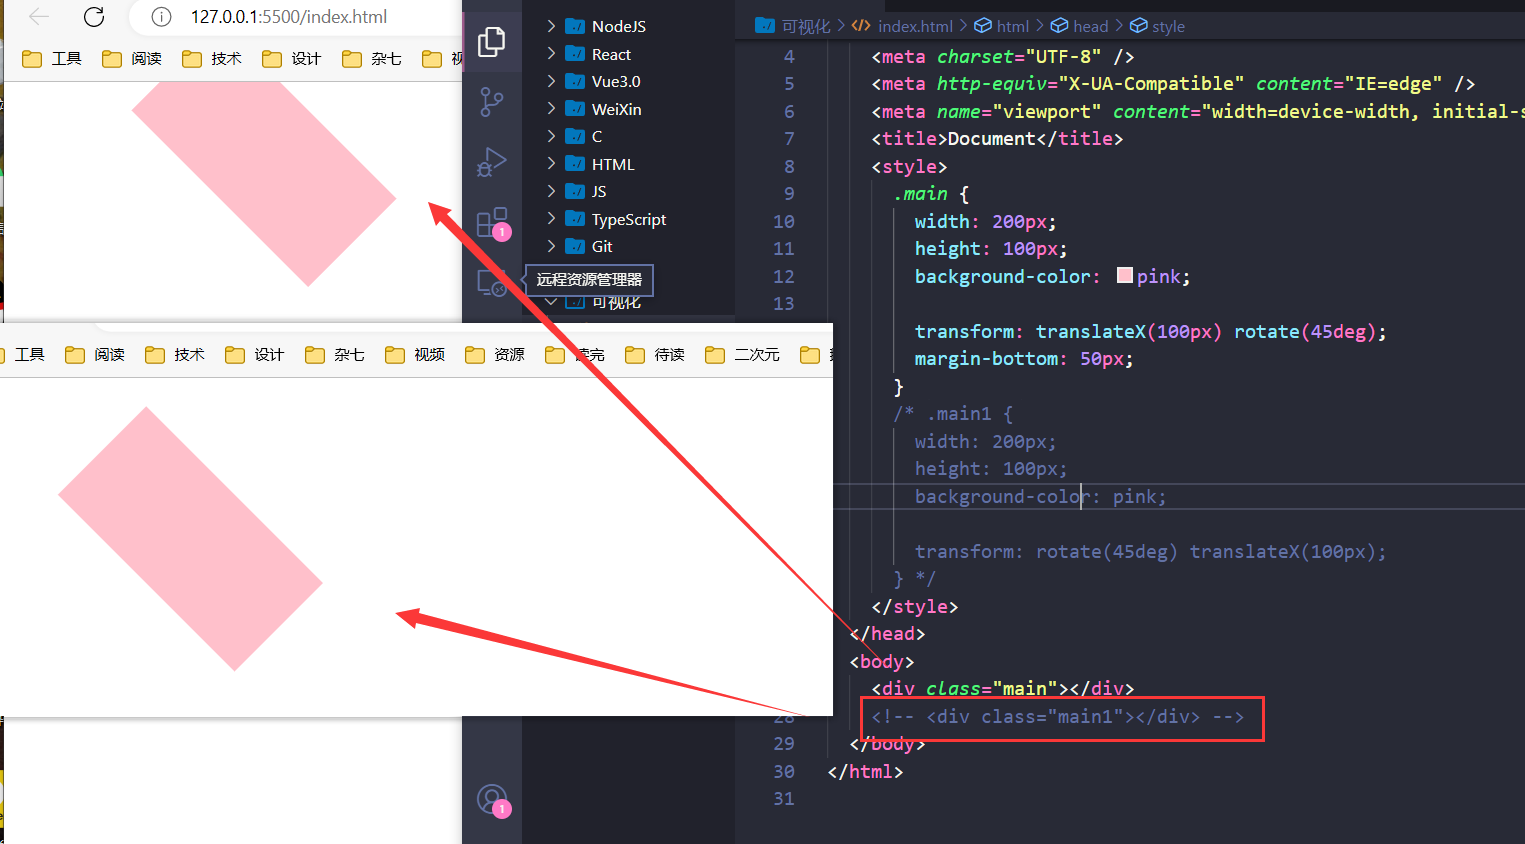 127.0.0.1:5500/index.html
工具 阅读 技术 设计 杂七
NodeJS
React
Vue3.0
WeiXin
C
HTML
JS
TypeScript
Git
远程资源管理器
可视化
1
1
工具 阅读 技术 设计 杂七 视频 资源 读完 待读 二次元
可视化 > index.html > html > head > style
4 <meta charset="UTF-8" />
5 <meta http-equiv="X-UA-Compatible" content="IE=edge" />
6 <meta name="viewport" content="width=device-width, initial-s
7 <title>Document</title>
8 <style>
9 .main {
10 width: 200px;
11 height: 100px;
12 background-color: pink;
13
transform: translateX(100px) rotate(45deg);
margin-bottom: 50px;
}
/* .main1 {
width: 200px;
height: 100px;
background-color: pink;
transform: rotate(45deg) translateX(100px);
} */
</style>
</head>
<body>
<div class="main"></div>
28 <!-- <div class="main1"></div> -->
29 </body>
30 </html>
31